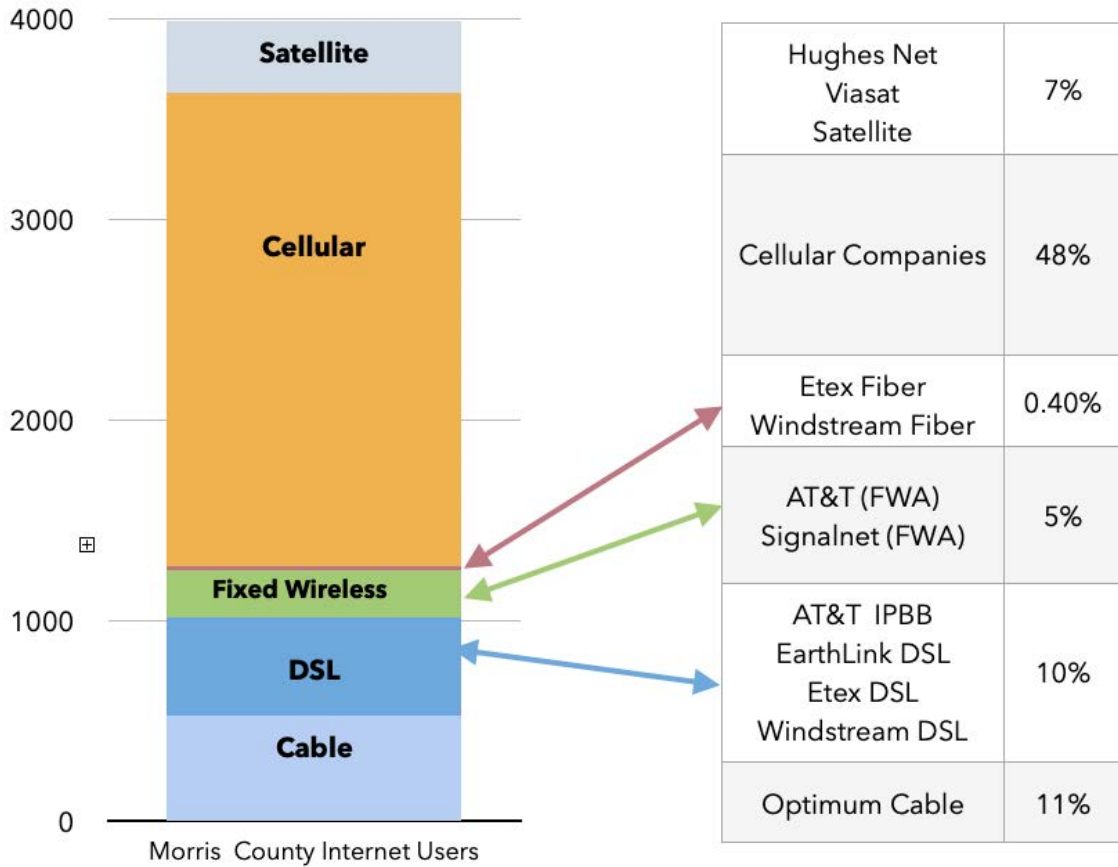 4000
3000
2000
1000
0
Satellite
Cellular
Fixed Wireless
DSL
Cable
Morris County Internet Users
Hughes Net
Viasat
Satellite
7%
Cellular Companies
48%
Etex Fiber
Windstream Fiber
0.40%
AT&T (FWA)
Signalnet (FWA)
5%
AT&T IPBB
EarthLink DSL
Etex DSL
Windstream DSL
10%
Optimum Cable
11%